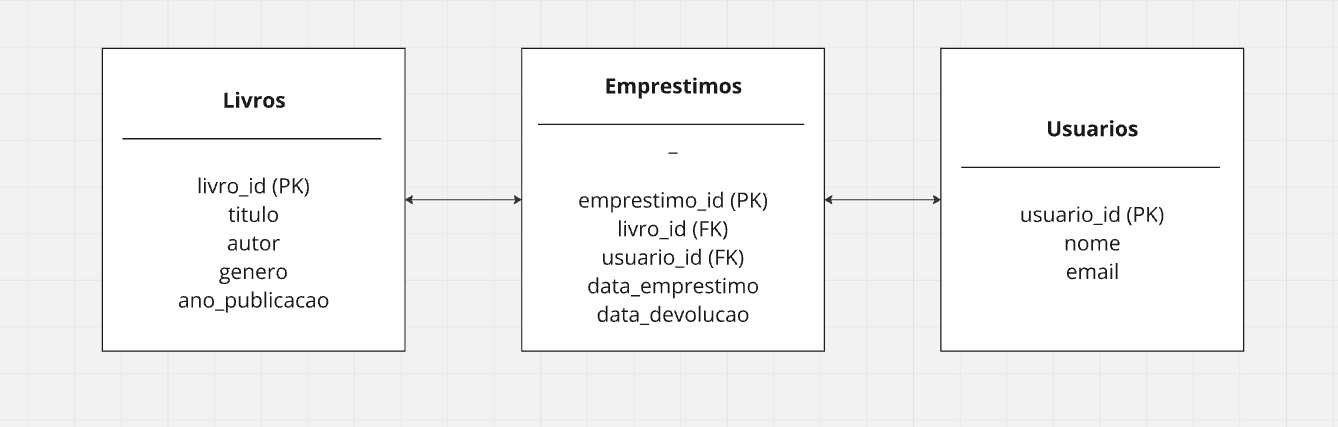 Livros
livro_id (PK)
titulo
autor
genero
ano_publicacao
Emprestimos
_
emprestimo_id (PK)
livro_id (FK)
usuario_id (FK)
data_emprestimo
data_devolucao
Usuarios
usuario_id (PK)
nome
email